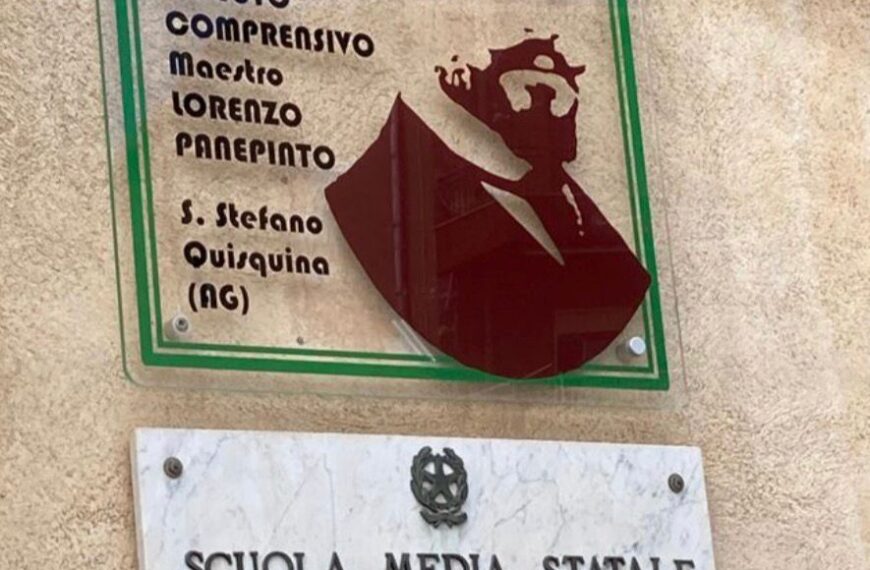 COMPRENSIVO
Maestro
LORENZO
PANEPINTO
S. Stefano
Quisquina
(AG)
SCUOLA MEDIA STATALE